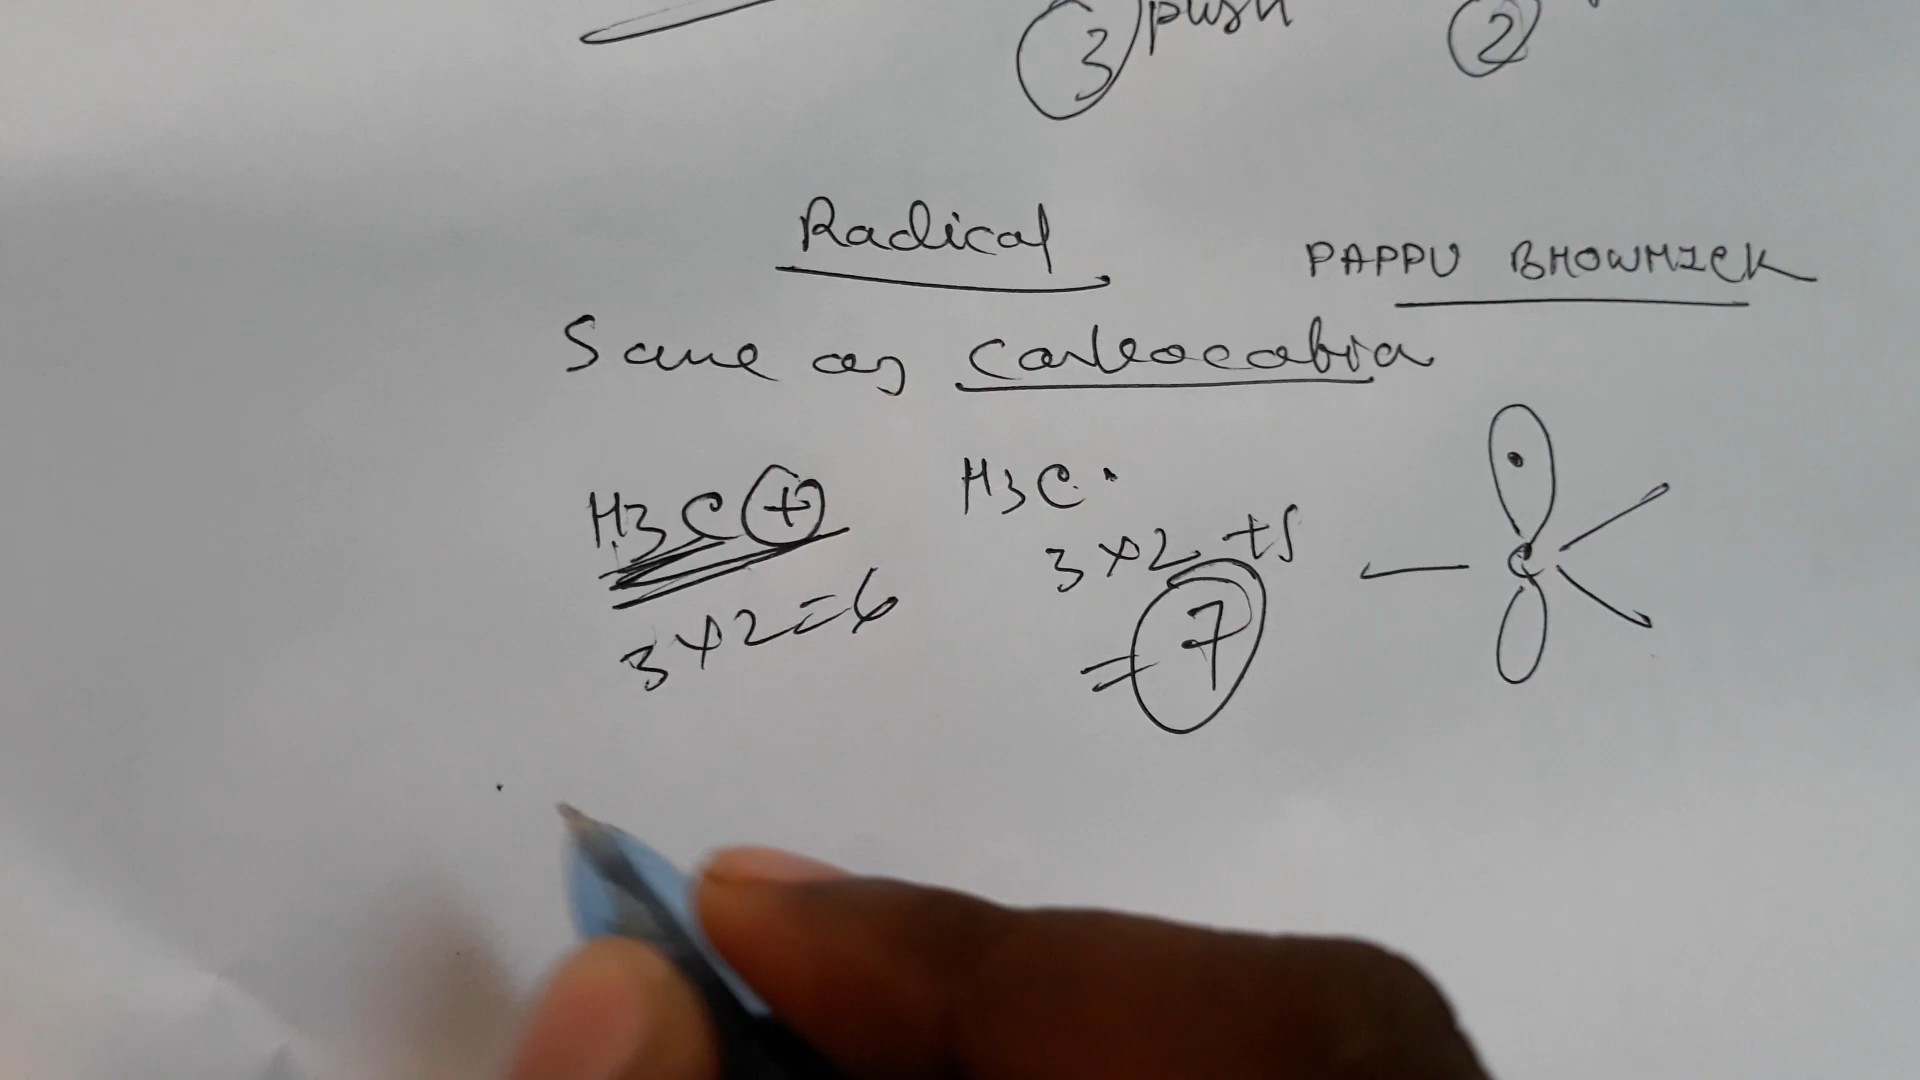 3 push 2
Radical
PAPPU BHOWMICK
Same as Carbocation
H3C+ H3C•
3×2=6 3×2+1
=7
C